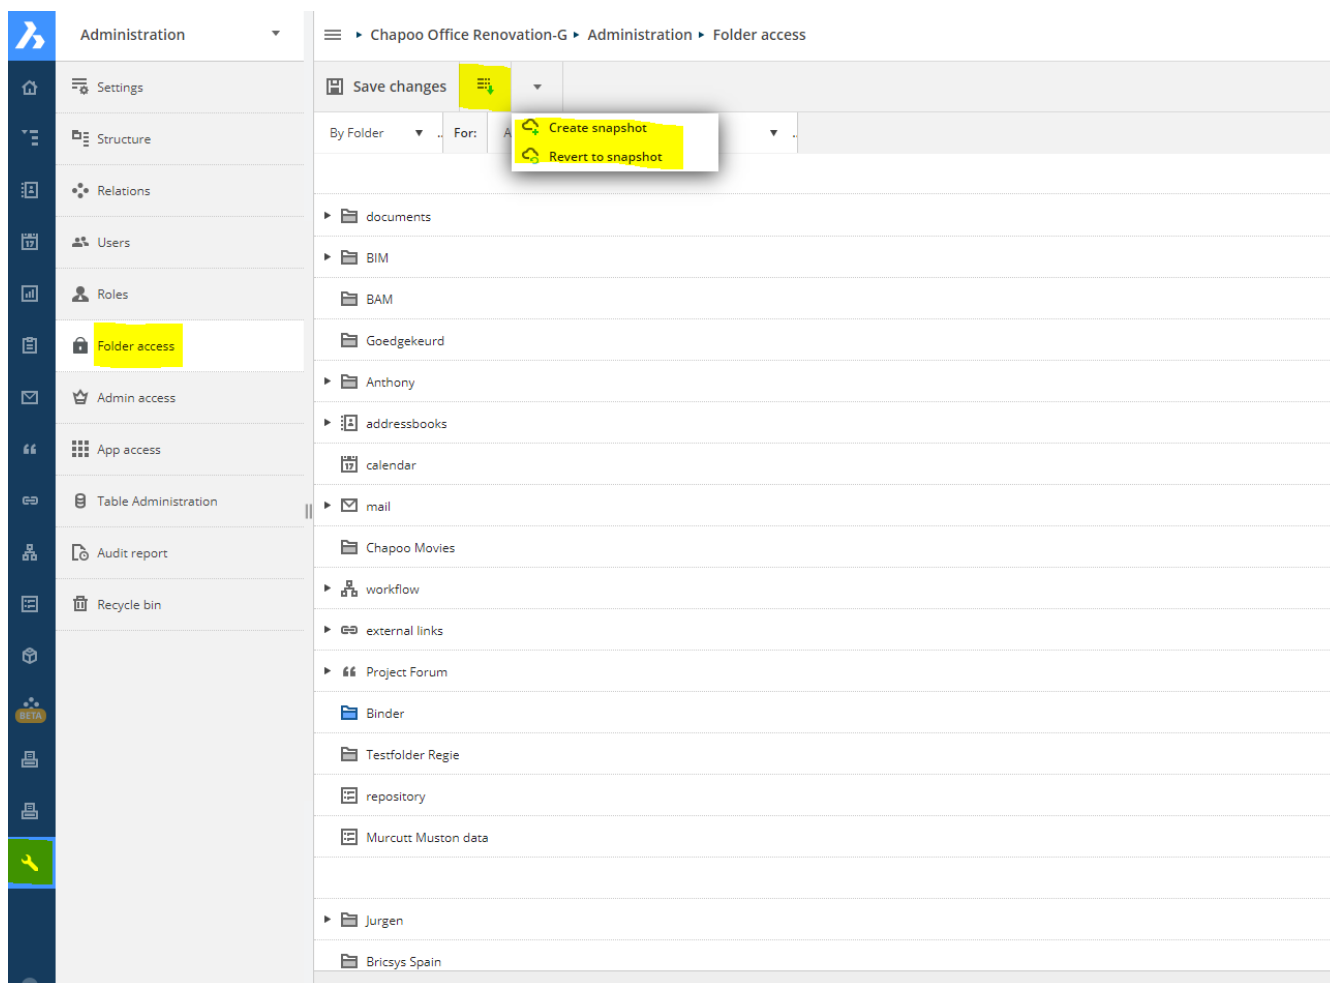 Administration
Chapoo Office Renovation-G Administration Folder access
Settings
Structure
Relations
Users
Roles
Folder access
Admin access
App access
Table Administration
Audit report
Recycle bin
BETA
17
Save changes
Create snapshot
Revert to snapshot
By Folder .. For: A ..
documents
BIM
BAM
Goedgekeurd
Anthony
addressbooks
17 calendar
mail
Chapoo Movies
workflow
external links
Project Forum
Binder
Testfolder Regie
repository
Murcutt Muston data
Jurgen
Bricsys Spain